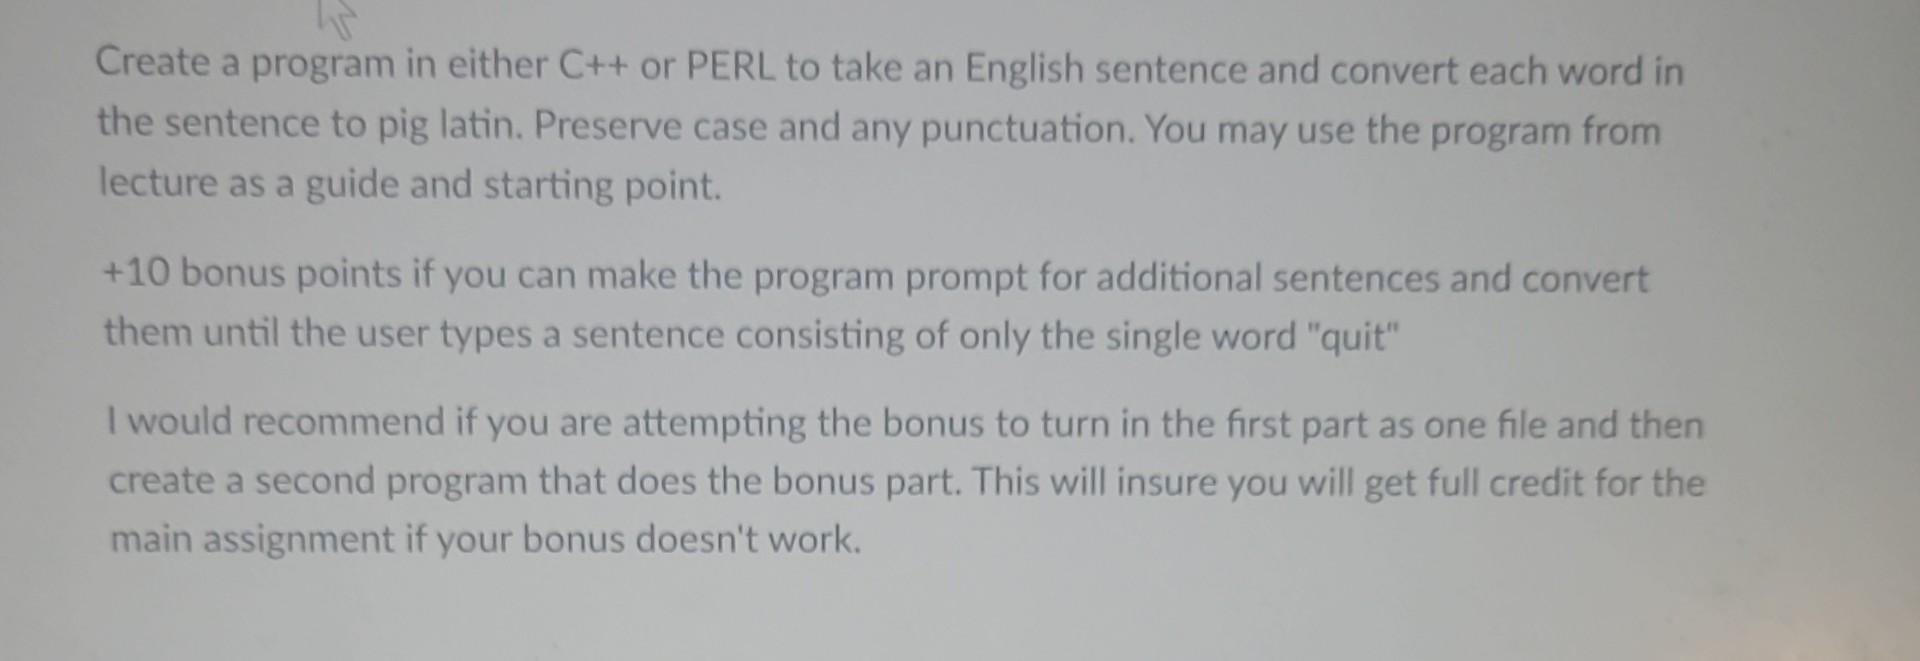 Create a program in either C++ or PERL to take an English sentence and convert each word in
the sentence to pig latin. Preserve case and any punctuation. You may use the program from
lecture as a guide and starting point.
+10 bonus points if you can make the program prompt for additional sentences and convert
them until the user types a sentence consisting of only the single word "quit"
I would recommend if you are attempting the bonus to turn in the first part as one file and then
create a second program that does the bonus part. This will insure you will get full credit for the
main assignment if your bonus doesn't work.